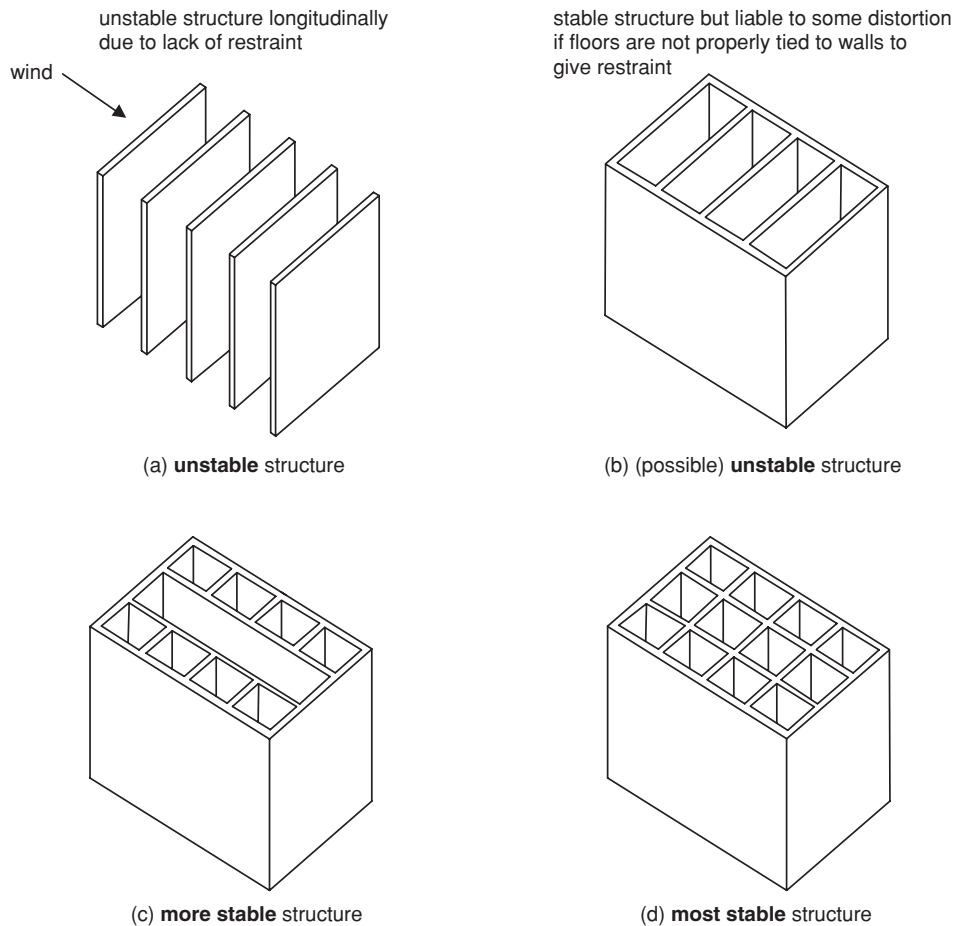 unstable structure longitudinally
due to lack of restraint
wind
(a) unstable structure
stable structure but liable to some distortion
if floors are not properly tied to walls to
give restraint
(b) (possible) unstable structure
(c) more stable structure
(d) most stable structure